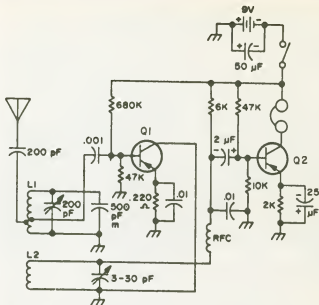 9V
+ -
+ -
50 µF
680K
6K
47K
Q1
.001
2 µF
- +
Q2
200 pF
47K
.220
Ω
.01
10K
L1
200
pF
500
pF
m
.01
2K
25
µF
+
RFC
L2
3-30 pF